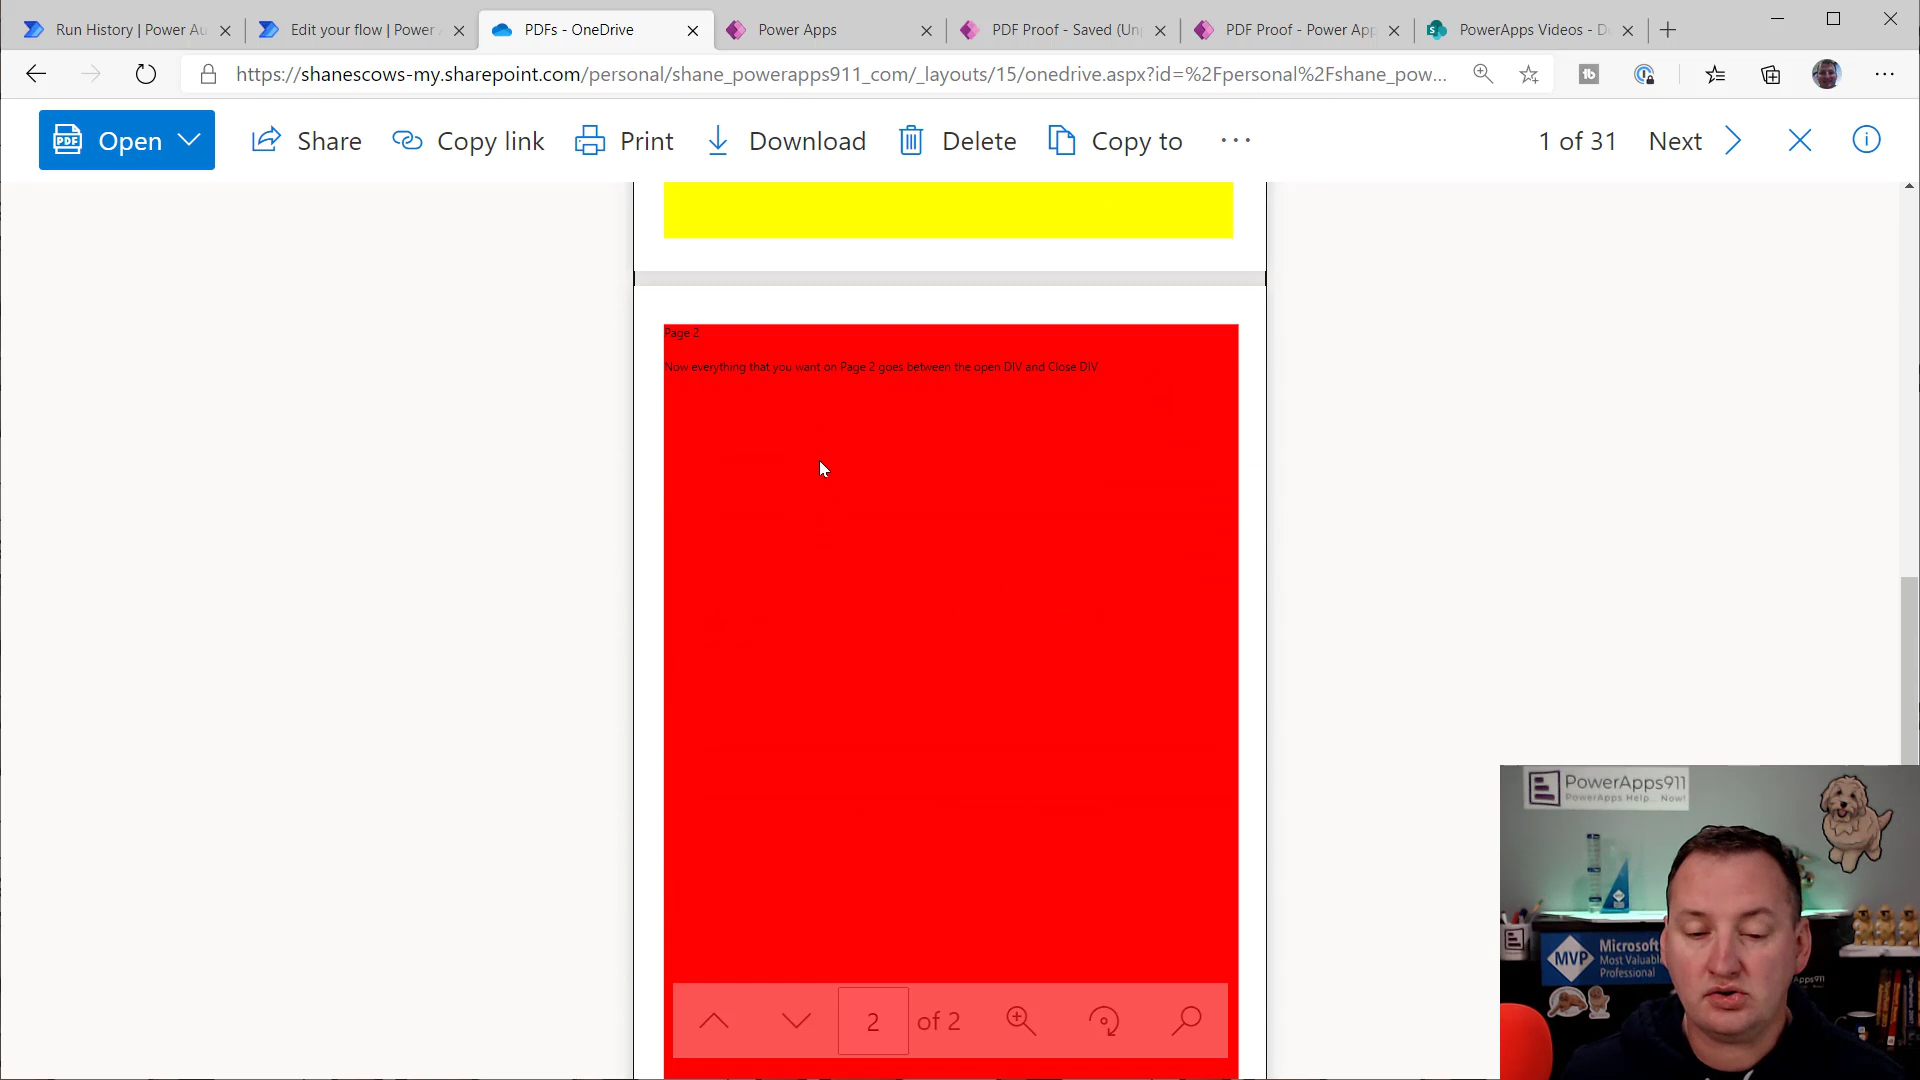 Run History | Power Au
Edit your flow | Power
PDFs - OneDrive
Power Apps
PDF Proof - Saved (Un
PDF Proof - Power App
PowerApps Videos - D
https://shanescows-my.sharepoint.com/personal/shane_powerapps911_com/_layouts/15/onedrive.aspx?id=%2Fpersonal%2Fshane_pow...
PDF
Open
Share
Copy link
Print
Download
Delete
Copy to
1 of 31
Next
Page 2
Now everything that you want on Page 2 goes between the open DIV and Close DIV
2 of 2
PowerApps911
PowerApps Help... Now!
MVP
Microsoft
Most Valuable
Professional